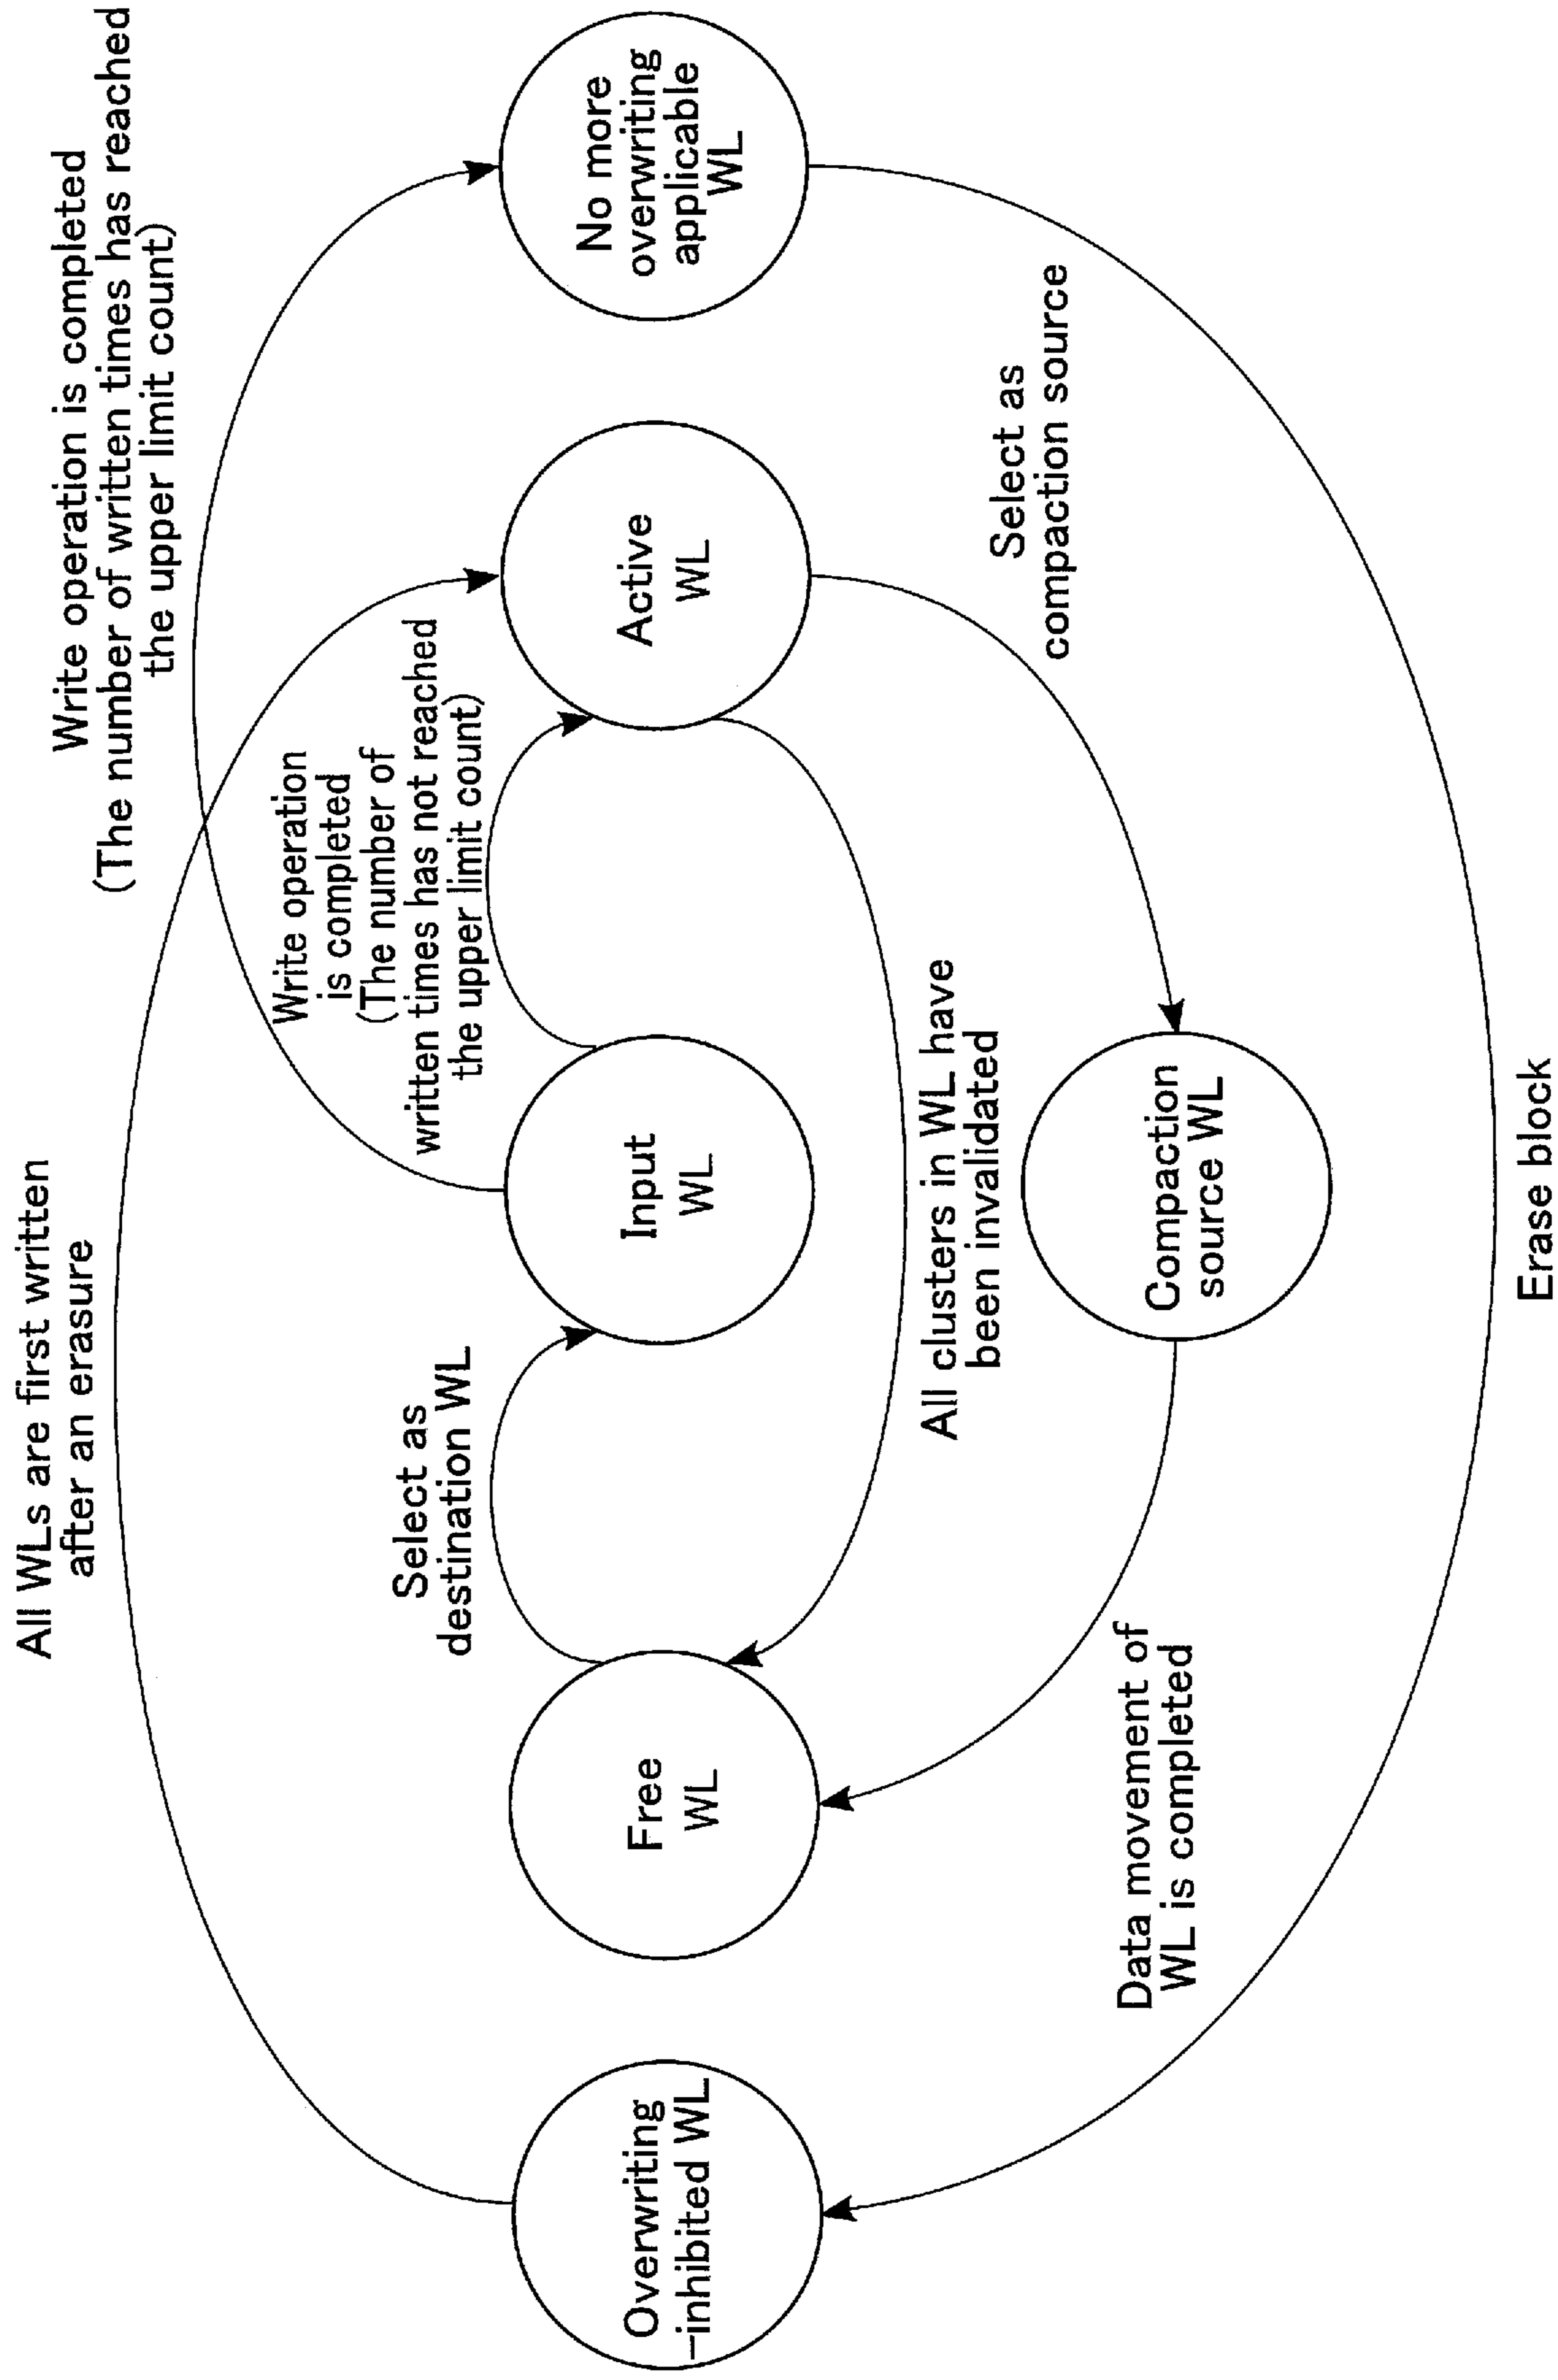 All WLs are first written
after an erasure
Write operation is completed
(The number of written times has reached
the upper limit count)
Select as
destination WL
Write operation
is completed
(The number of
written times has not reached
the upper limit count)
Overwriting
-inhibited WL
Free
WL
Input
WL
Active
WL
No more
overwriting
applicable
WL
All clusters in WL have
been invalidated
Select as
compaction source
Data movement of
WL is completed
Compaction
source WL
Erase block